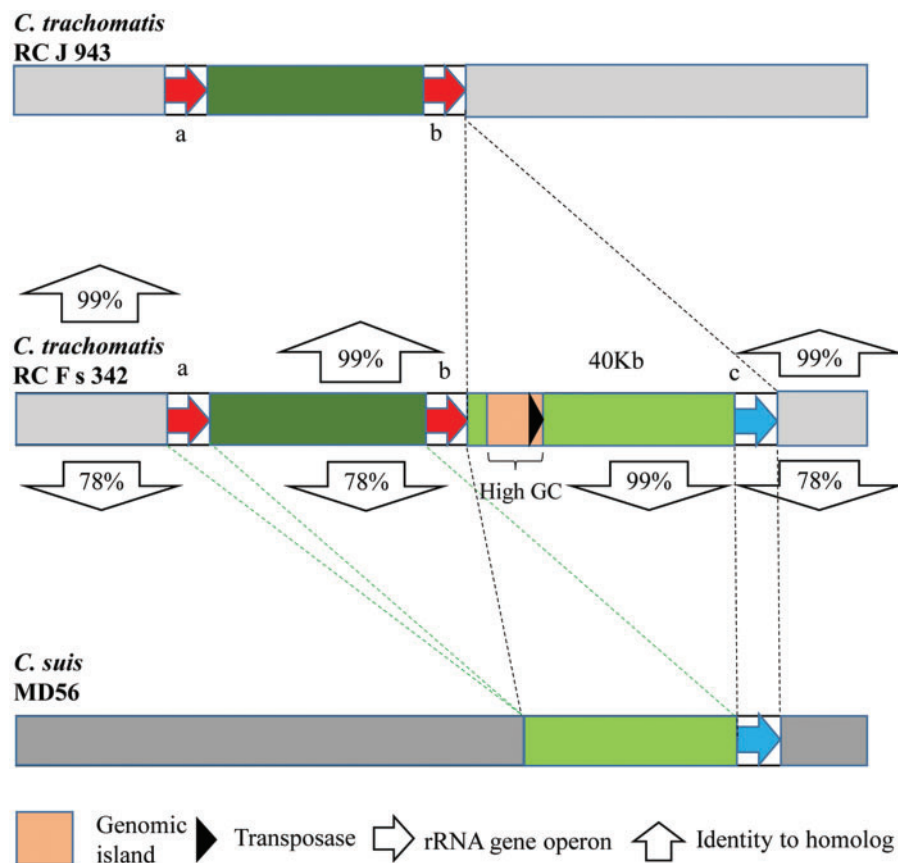 C. trachomatis
RC J 943
a
b
99%
99%
99%
C. trachomatis
RC F s 342
a
b
40Kb
c
78%
78%
High GC
99%
78%
C. suis
MD56
Genomic
island
Transposase
rRNA gene operon
Identity to homolog